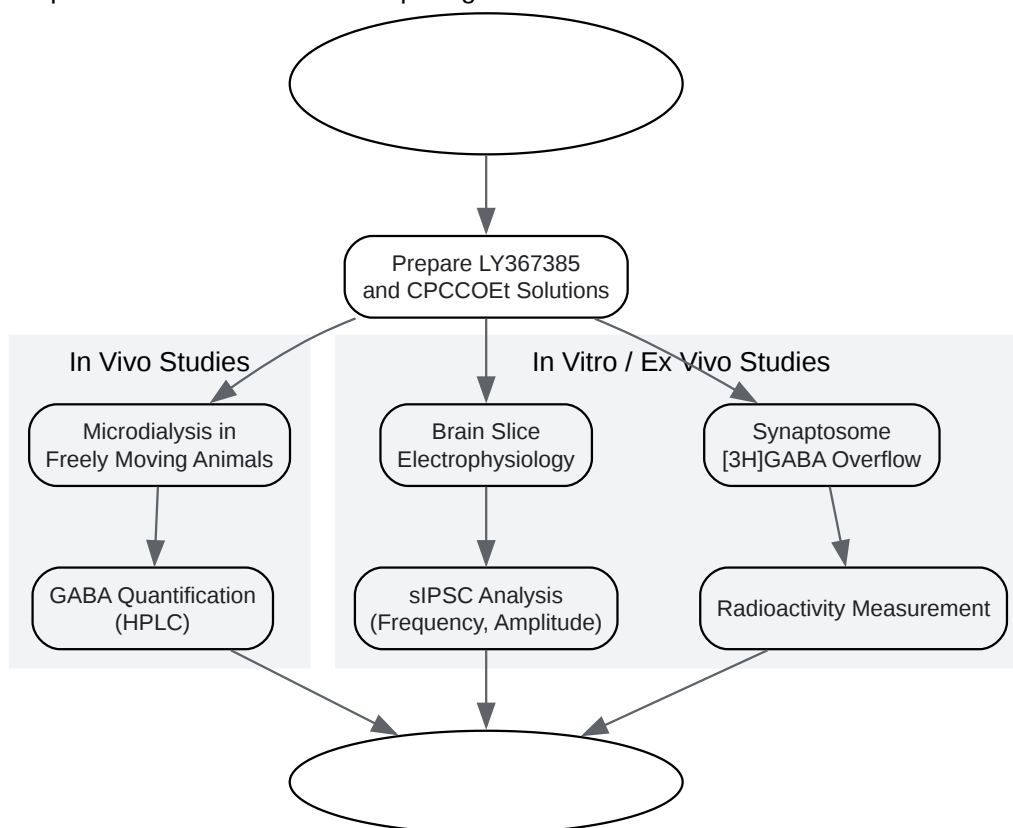 Prepare LY367385
and CPCCOEt Solutions
In Vivo Studies
In Vitro / Ex Vivo Studies
Microdialysis in
Freely Moving Animals
Brain Slice
Electrophysiology
Synaptosome
[3H]GABA Overflow
GABA Quantification
(HPLC)
sIPSC Analysis
(Frequency, Amplitude)
Radioactivity Measurement